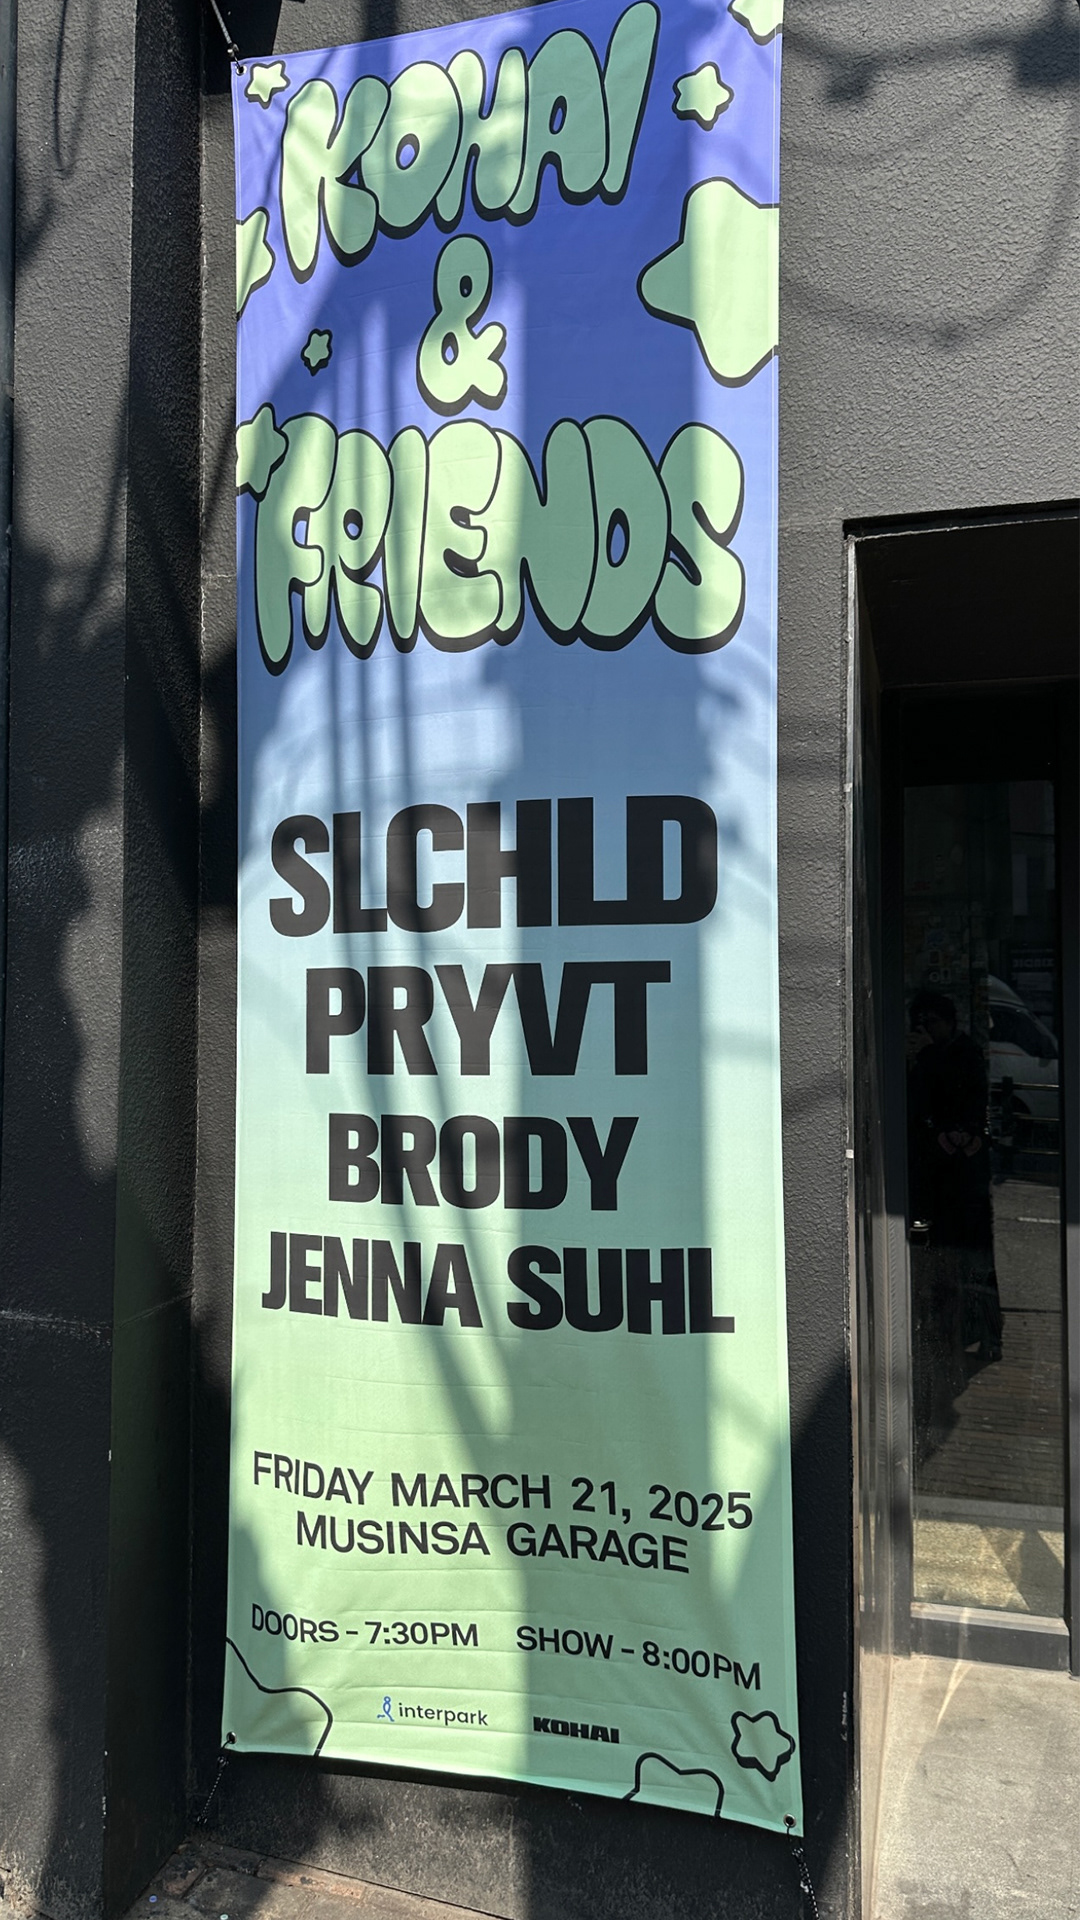 KOHAI
&
FRIENDS
SLCHLD
PRYVT
BRODY
JENNA SUHL
FRIDAY MARCH 21, 2025
MUSINSA GARAGE
DOORS - 7:30PM SHOW - 8:00PM
interpark KOHAI